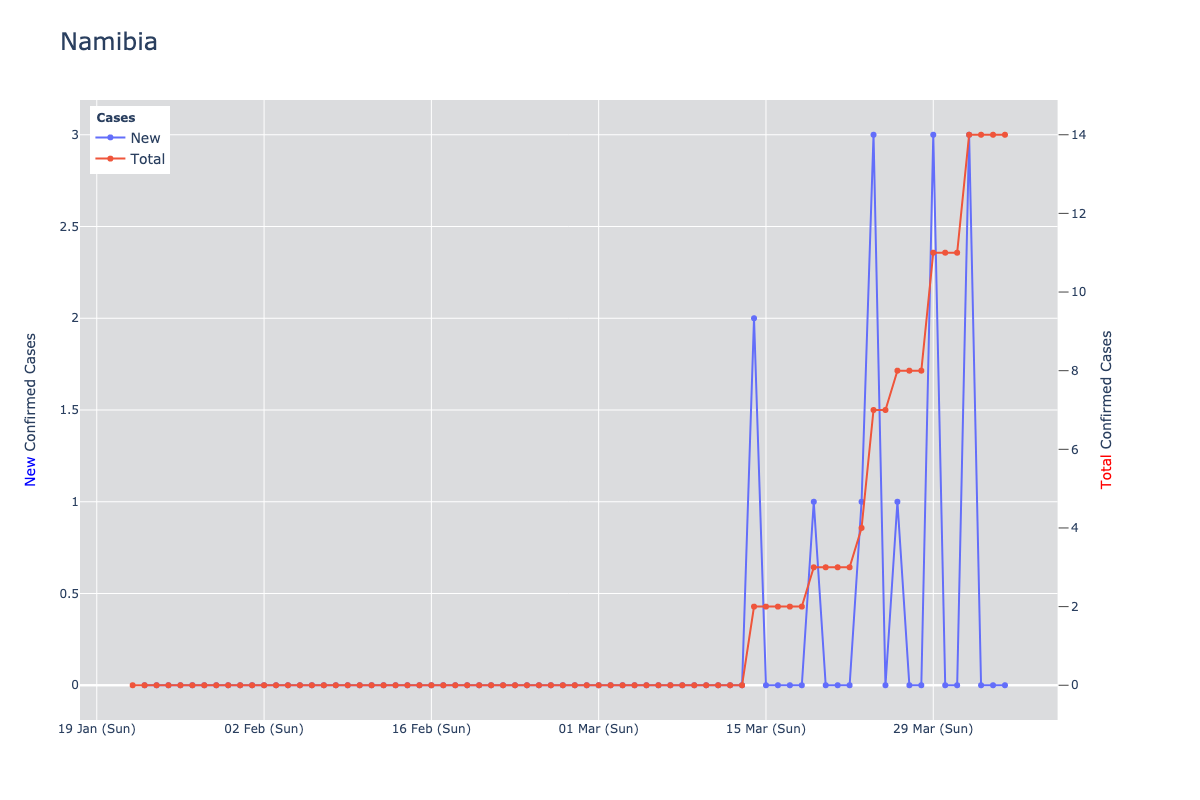 Namibia
Cases
New
Total
3
2.5
2
1.5
1
0.5
0
New Confirmed Cases
14
12
10
8
6
4
2
0
Total Confirmed Cases
19 Jan (Sun)
02 Feb (Sun)
16 Feb (Sun)
01 Mar (Sun)
15 Mar (Sun)
29 Mar (Sun)